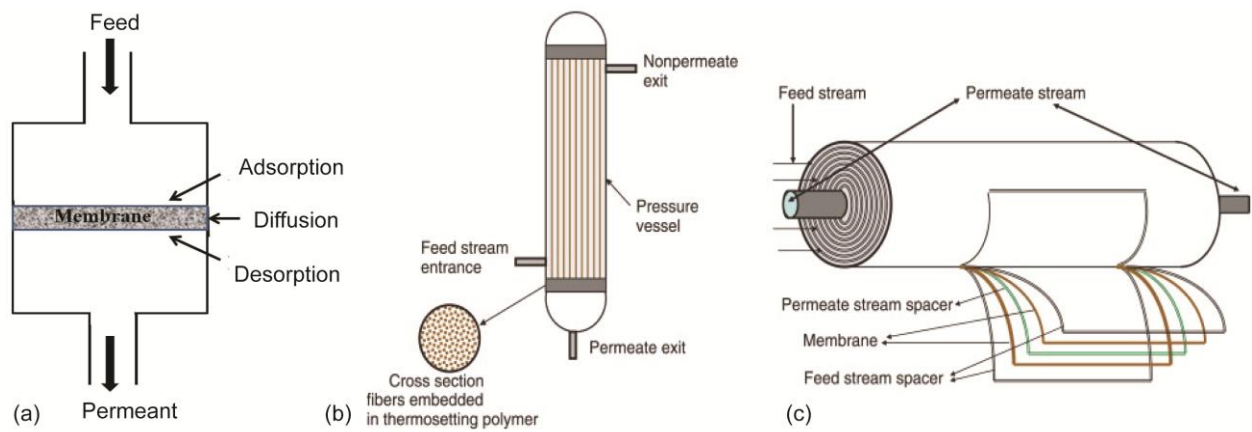 Feed
Adsorption
Membrane
Diffusion
Desorption
Permeant
(a)
Nonpermeate
exit
Pressure
vessel
Feed stream
entrance
Permeate exit
Cross section
fibers embedded
in thermosetting polymer
(b)
Feed stream
Permeate stream
Permeate stream spacer
Membrane
Feed stream spacer
(c)